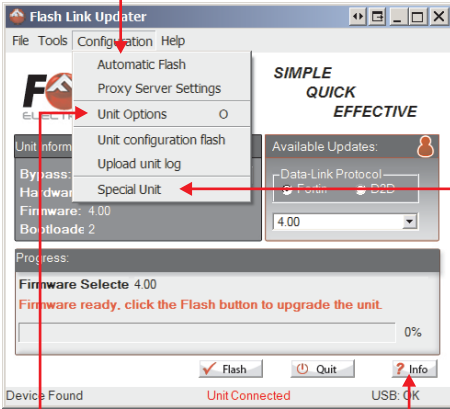 Flash Link Updater
File Tools Configuration Help
Automatic Flash
Proxy Server Settings
Unit Options O
Unit configuration flash
Upload unit log
Special Unit
SIMPLE
QUICK
EFFECTIVE
Unit
Available Updates:
Bypass:
Data-Link Protocol
Fortin D2D
Firmware: 4.00
Bootloade 2
4.00
Progress:
Firmware Selecte 4.00
Firmware ready, click the Flash button to upgrade the unit.
0%
Flash Quit ? Info
Device Found Unit Connected USB: OK